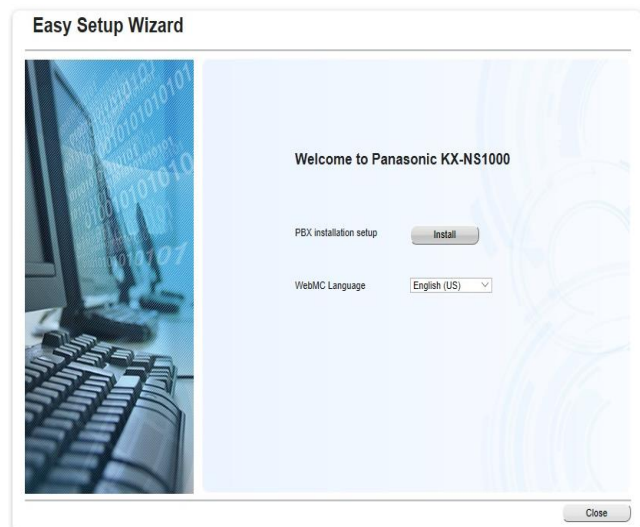 Easy Setup Wizard
Welcome to Panasonic KX-NS1000
PBX installation setup
Install
WebMC Language
English (US)
Close